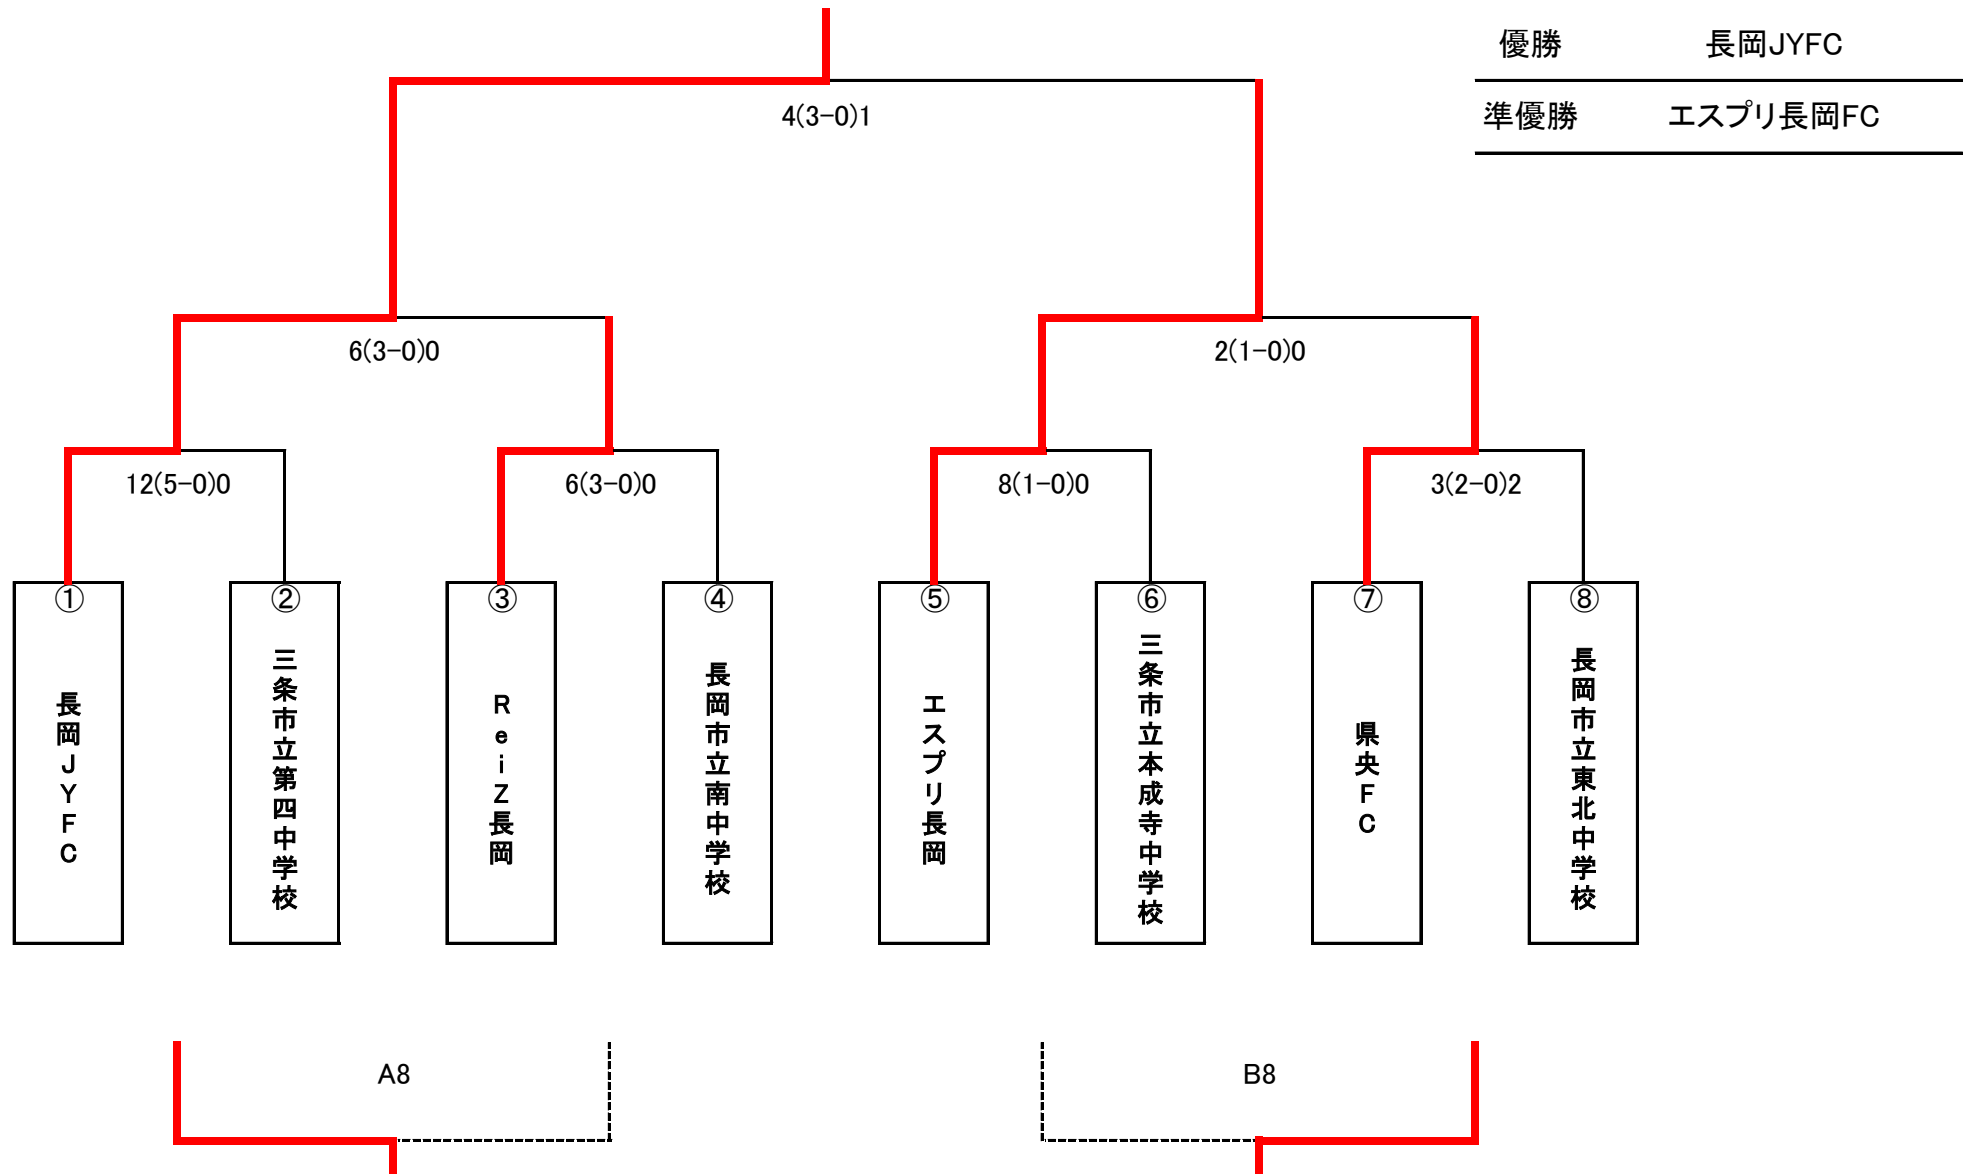 優勝 長岡JYFC
準優勝 エスプリ長岡FC
4(3-0)1
6(3-0)0
2(1-0)0
12(5-0)0
6(3-0)0
8(1-0)0
3(2-0)2
①
長岡JYFC
②
三条市立第四中学校
③
ReiZ長岡
④
長岡市立南中学校
⑤
エスプリ長岡
⑥
三条市立本成寺中学校
⑦
県央FC
⑧
長岡市立東北中学校
A8
B8